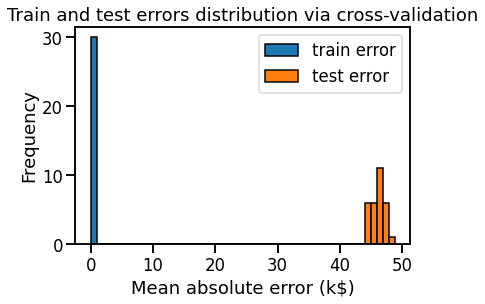 Train and test errors distribution via cross-validation
train error
test error
Frequency
30
20
10
0
0 10 20 30 40 50
Mean absolute error (k$)